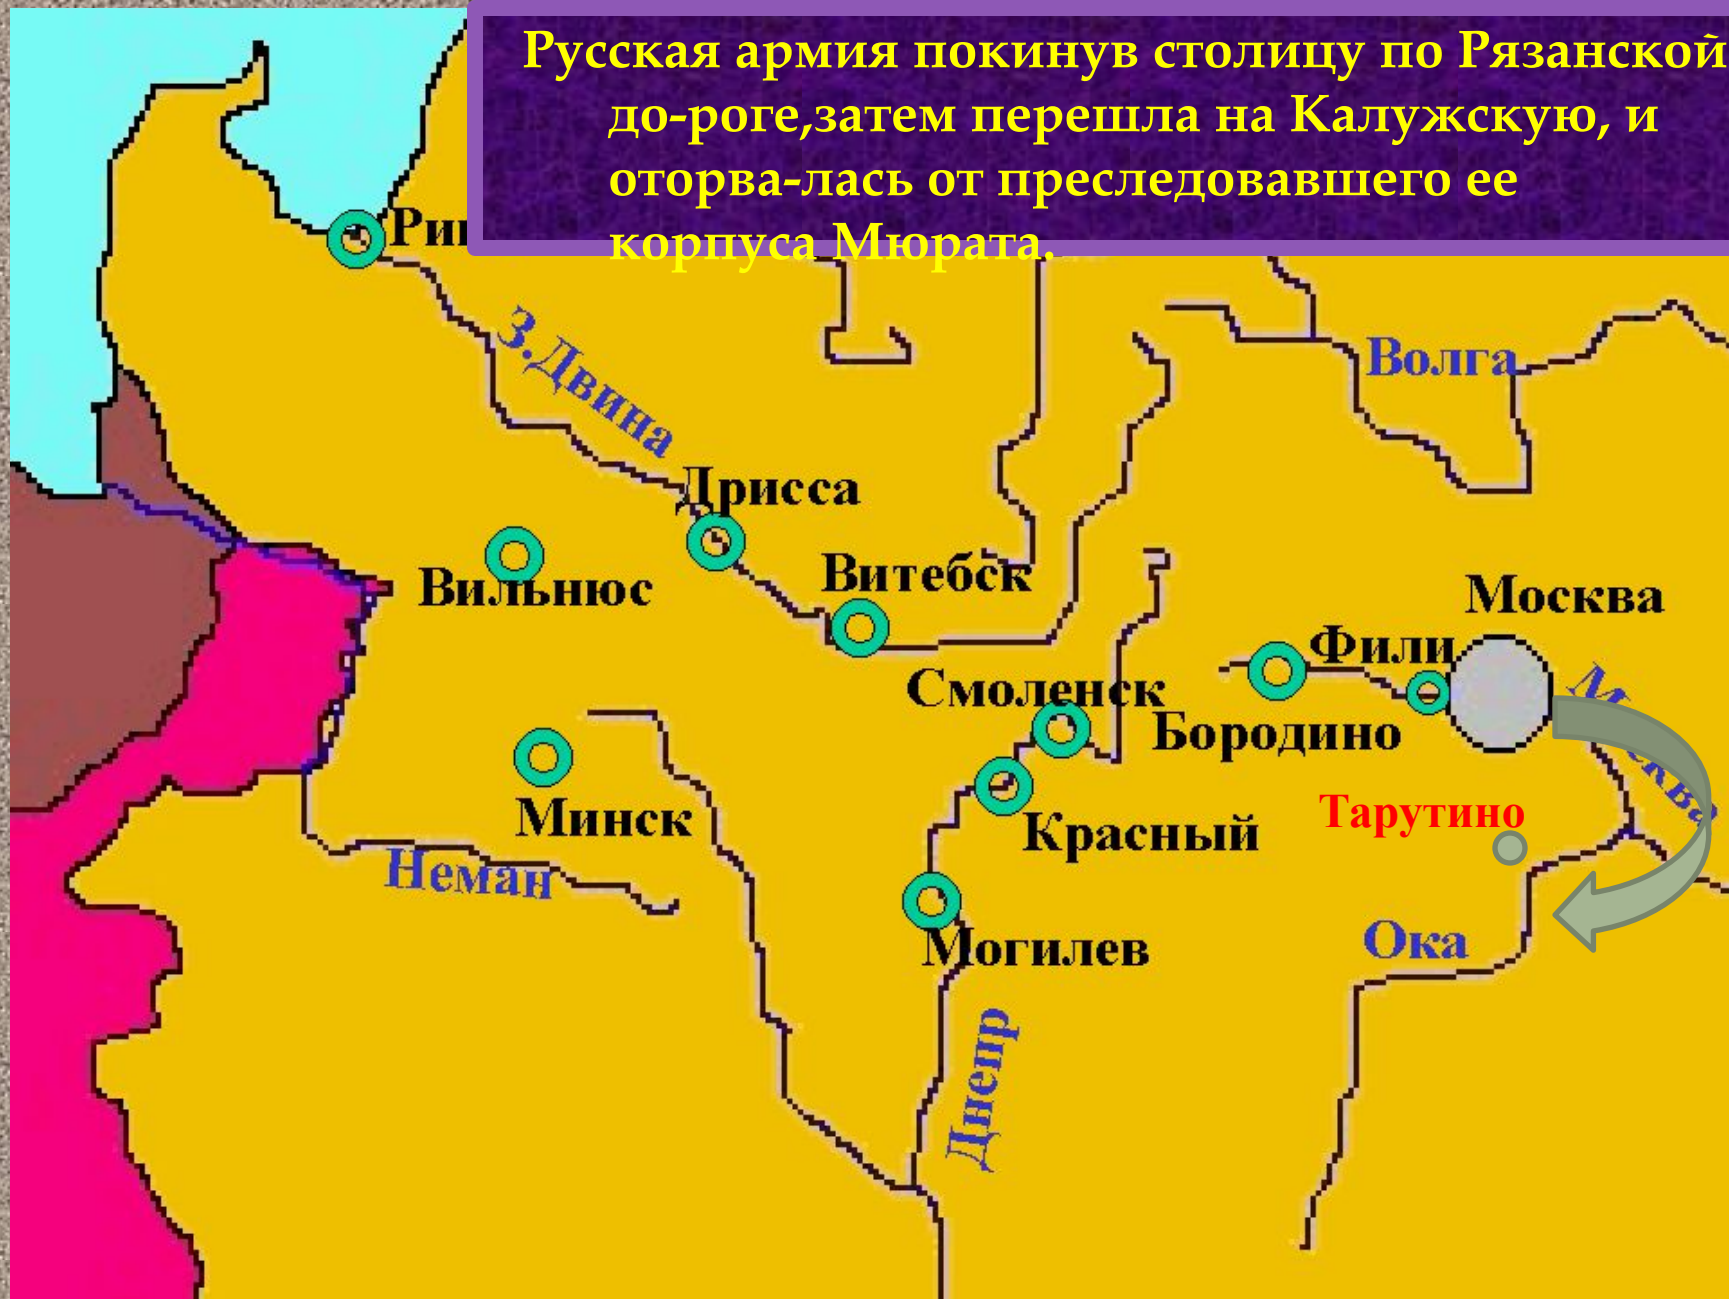 Русская армия покинув столицу по Рязанской
до-роге,затем перешла на Калужскую, и
оторва-лась от преследовавшего ее
корпуса Мюрата.
З.Двина
Волга
Дрисса
Витебск
Вильнюс
Москва
Фили
Смоленск
Бородино
Москва
Тарутино
Минск
Красный
Неман
Могилев
Ока
Днепр